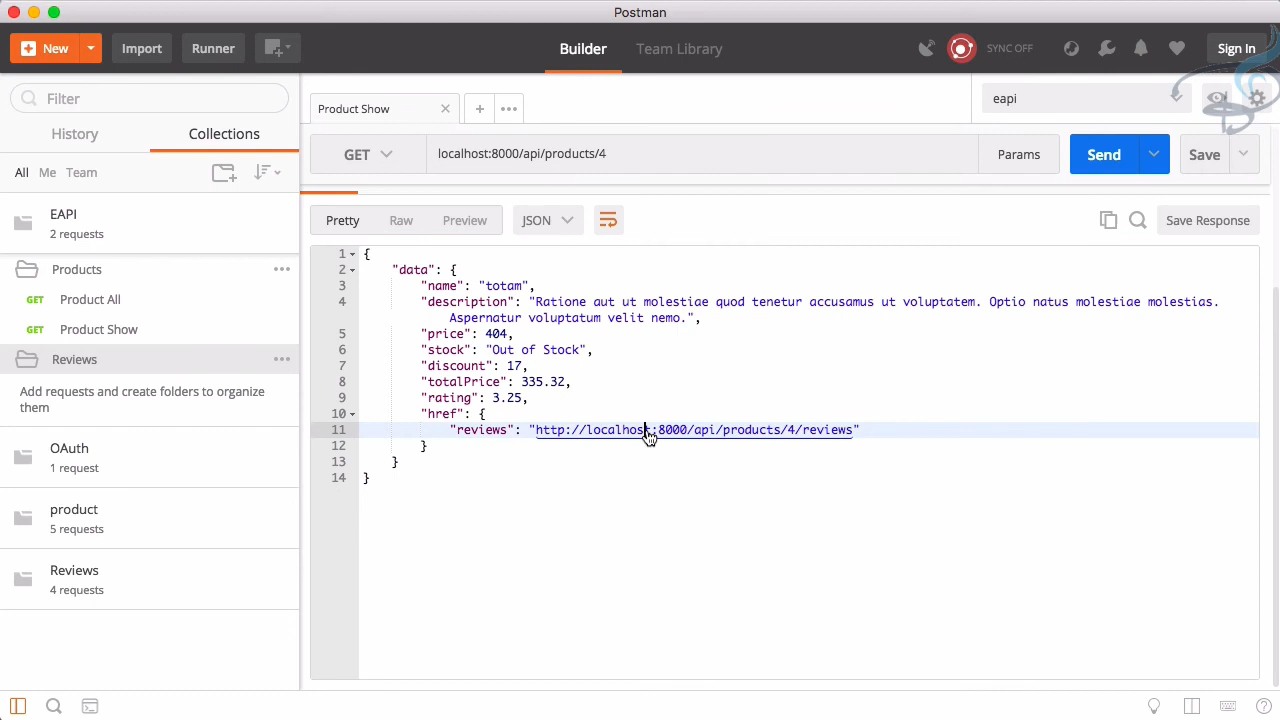 Postman
New
Import
Runner
Builder
Team Library
SYNC OFF
Sign In
Filter
History
Collections
All
Me
Team
EAPI
2 requests
Products
GET Product All
GET Product Show
Reviews
Add requests and create folders to organize
them
OAuth
1 request
product
5 requests
Reviews
4 requests
Product Show
eapi
GET
localhost:8000/api/products/4
Params
Send
Save
Pretty
Raw
Preview
JSON
Save Response
1 {
2 "data": {
3 "name": "totam",
4 "description": "Ratione aut ut molestiae quod tenetur accusamus ut voluptatem. Optio natus molestiae molestias.
Aspernatur voluptatum velit nemo.",
5 "price": 404,
6 "stock": "Out of Stock",
7 "discount": 17,
8 "totalPrice": 335.32,
9 "rating": 3.25,
10 "href": {
11 "reviews": "http://localhost:8000/api/products/4/reviews"
12 }
13 }
14 }